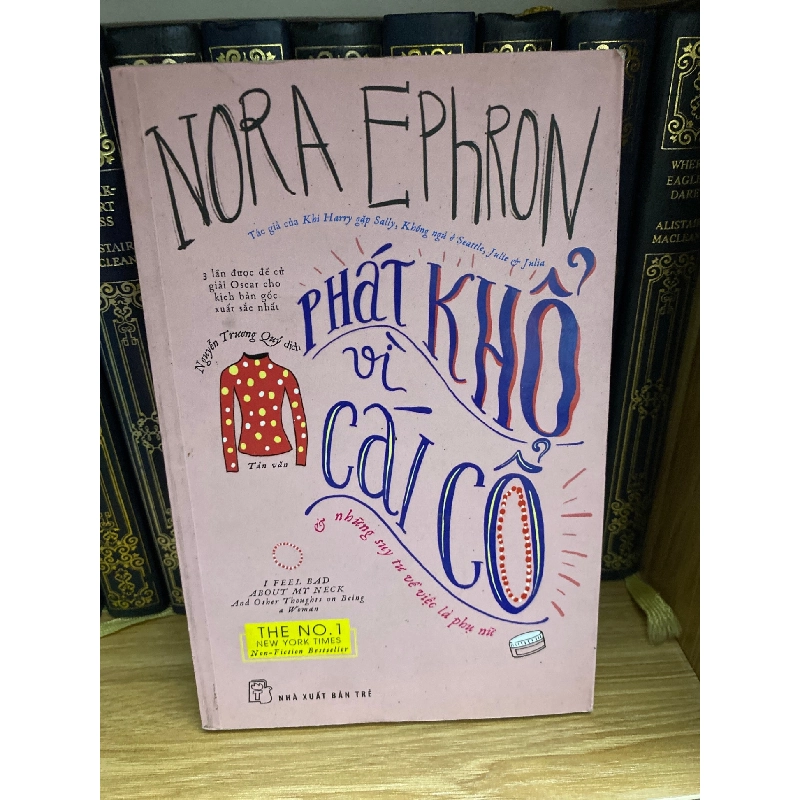 NORA EPHRON
Tác giả của Khi Harry gặp Sally, Không ngủ ở Seattle, Julie & Julia
3 lần được đề cử
giải Oscar cho
kịch bản gốc
xuất sắc nhất
Nguyễn Trương Quý dịch
Tản văn
PHÁT KHỔ
vì
CÁI CỔ
& những suy tư về việc là phụ nữ
I FEEL BAD
ABOUT MY NECK
And Other Thoughts on Being
a Woman
THE NO.1
NEW YORK TIMES
Non-Fiction Bestseller
NHÀ XUẤT BẢN TRẺ
WHERE
EAGL
DARE
ALISTAI
MACLEAN